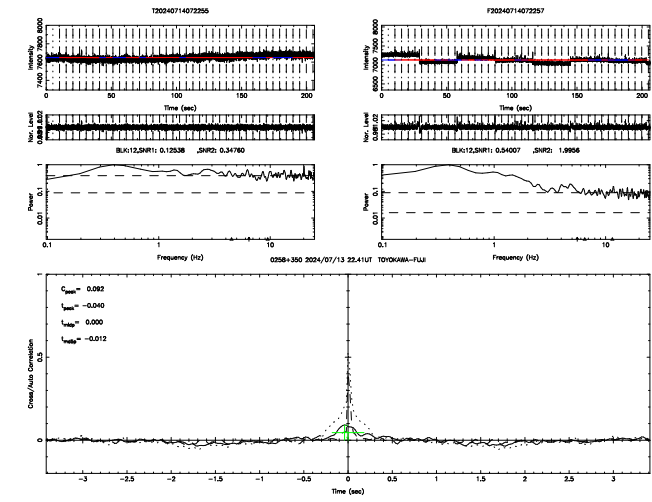 T20240714072255
F20240714072257
Intensity
7400 7600 7800 8000
0 50 100 150 200
Time (sec)
Intensity
6500 7000 7500 8000
0 50 100 150 200
Time (sec)
Nor. Level
Nor. Level
BLK:12,SNR1: 0.12538 ,SNR2: 0.34760
BLK:12,SNR1: 0.54007 ,SNR2: 1.9956
Power
0.01 0.1 1
0.1 1 10
Frequency (Hz)
Power
0.01 0.1 1
0.1 1 10
Frequency (Hz)
0258+350 2024/07/13 22.41UT TOYOKAWA-FUJI
Cpeak= 0.092
tpeak= -0.040
tmidp= 0.000
tmdlp= -0.012
Cross/Auto Correlation
0 0.5 1
-3 -2.5 -2 -1.5 -1 -0.5 0 0.5 1 1.5 2 2.5 3
Time (sec)